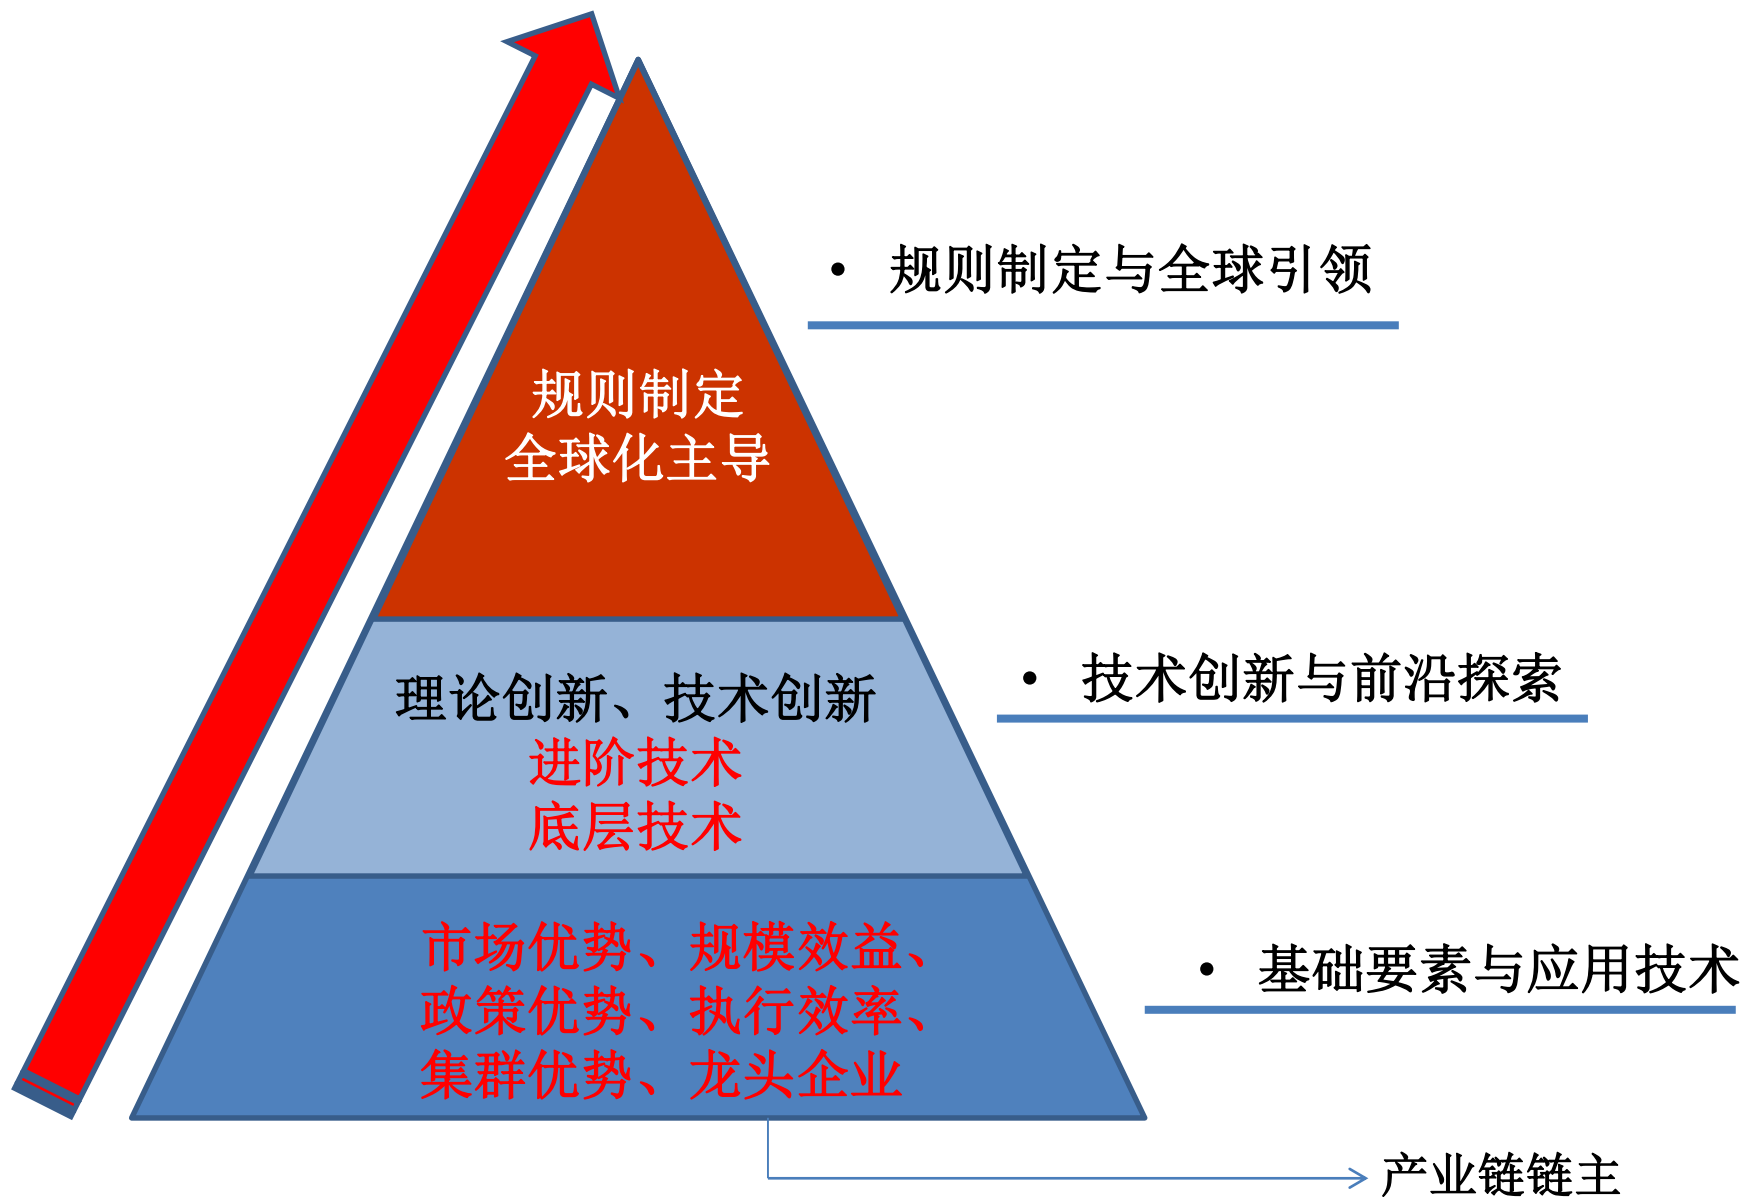 • 规则制定与全球引领
规则制定
全球化主导
• 技术创新与前沿探索
理论创新、技术创新
进阶技术
底层技术
• 基础要素与应用技术
市场优势、规模效益、
政策优势、执行效率、
集群优势、龙头企业
产业链链主